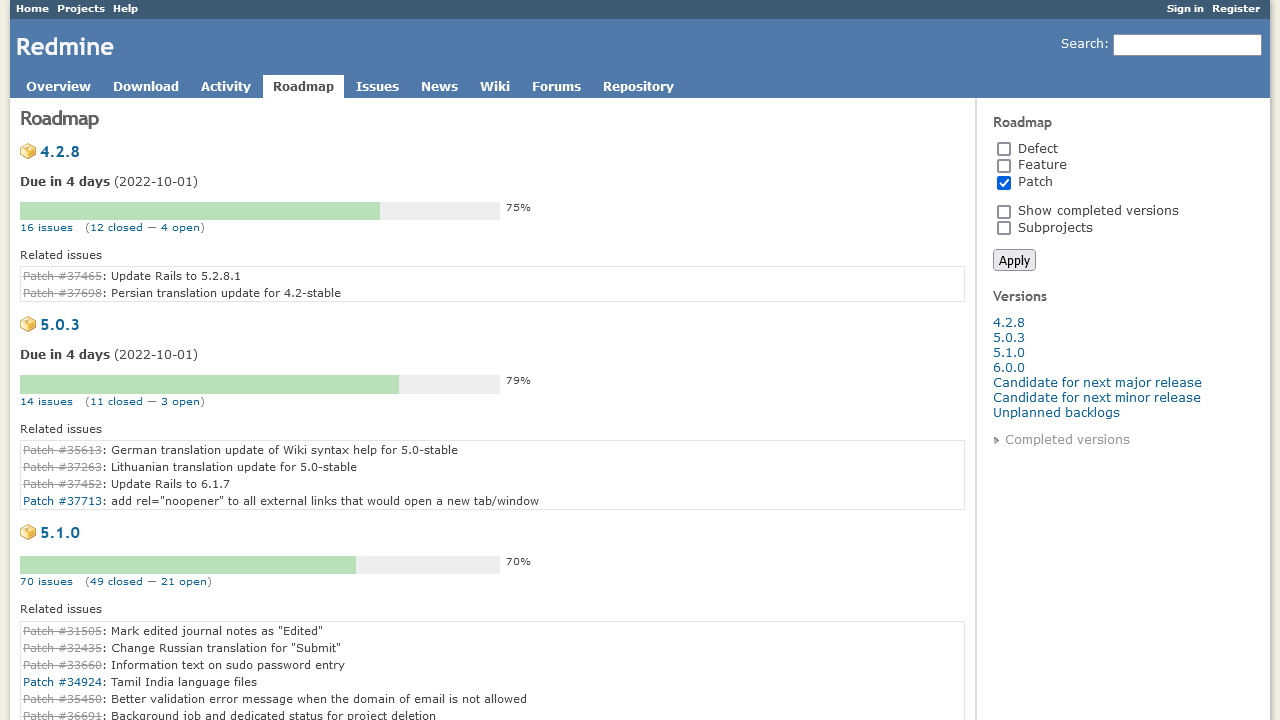 Home Projects Help Sign in Register
Redmine Search:
Overview Download Activity Roadmap Issues News Wiki Forums Repository
Roadmap
4.2.8
Due in 4 days (2022-10-01)
75%
16 issues (12 closed — 4 open)
Related issues
Patch #37465: Update Rails to 5.2.8.1
Patch #37698: Persian translation update for 4.2-stable
5.0.3
Due in 4 days (2022-10-01)
79%
14 issues (11 closed — 3 open)
Related issues
Patch #35613: German translation update of Wiki syntax help for 5.0-stable
Patch #37263: Lithuanian translation update for 5.0-stable
Patch #37452: Update Rails to 6.1.7
Patch #37713: add rel="noopener" to all external links that would open a new tab/window
5.1.0
70%
70 issues (49 closed — 21 open)
Related issues
Patch #31505: Mark edited journal notes as "Edited"
Patch #32435: Change Russian translation for "Submit"
Patch #33660: Information text on sudo password entry
Patch #34924: Tamil India language files
Patch #35450: Better validation error message when the domain of email is not allowed
Patch #36691: Background job and dedicated status for project deletion
Roadmap
Defect
Feature
Patch
Show completed versions
Subprojects
Apply
Versions
4.2.8
5.0.3
5.1.0
6.0.0
Candidate for next major release
Candidate for next minor release
Unplanned backlogs
Completed versions